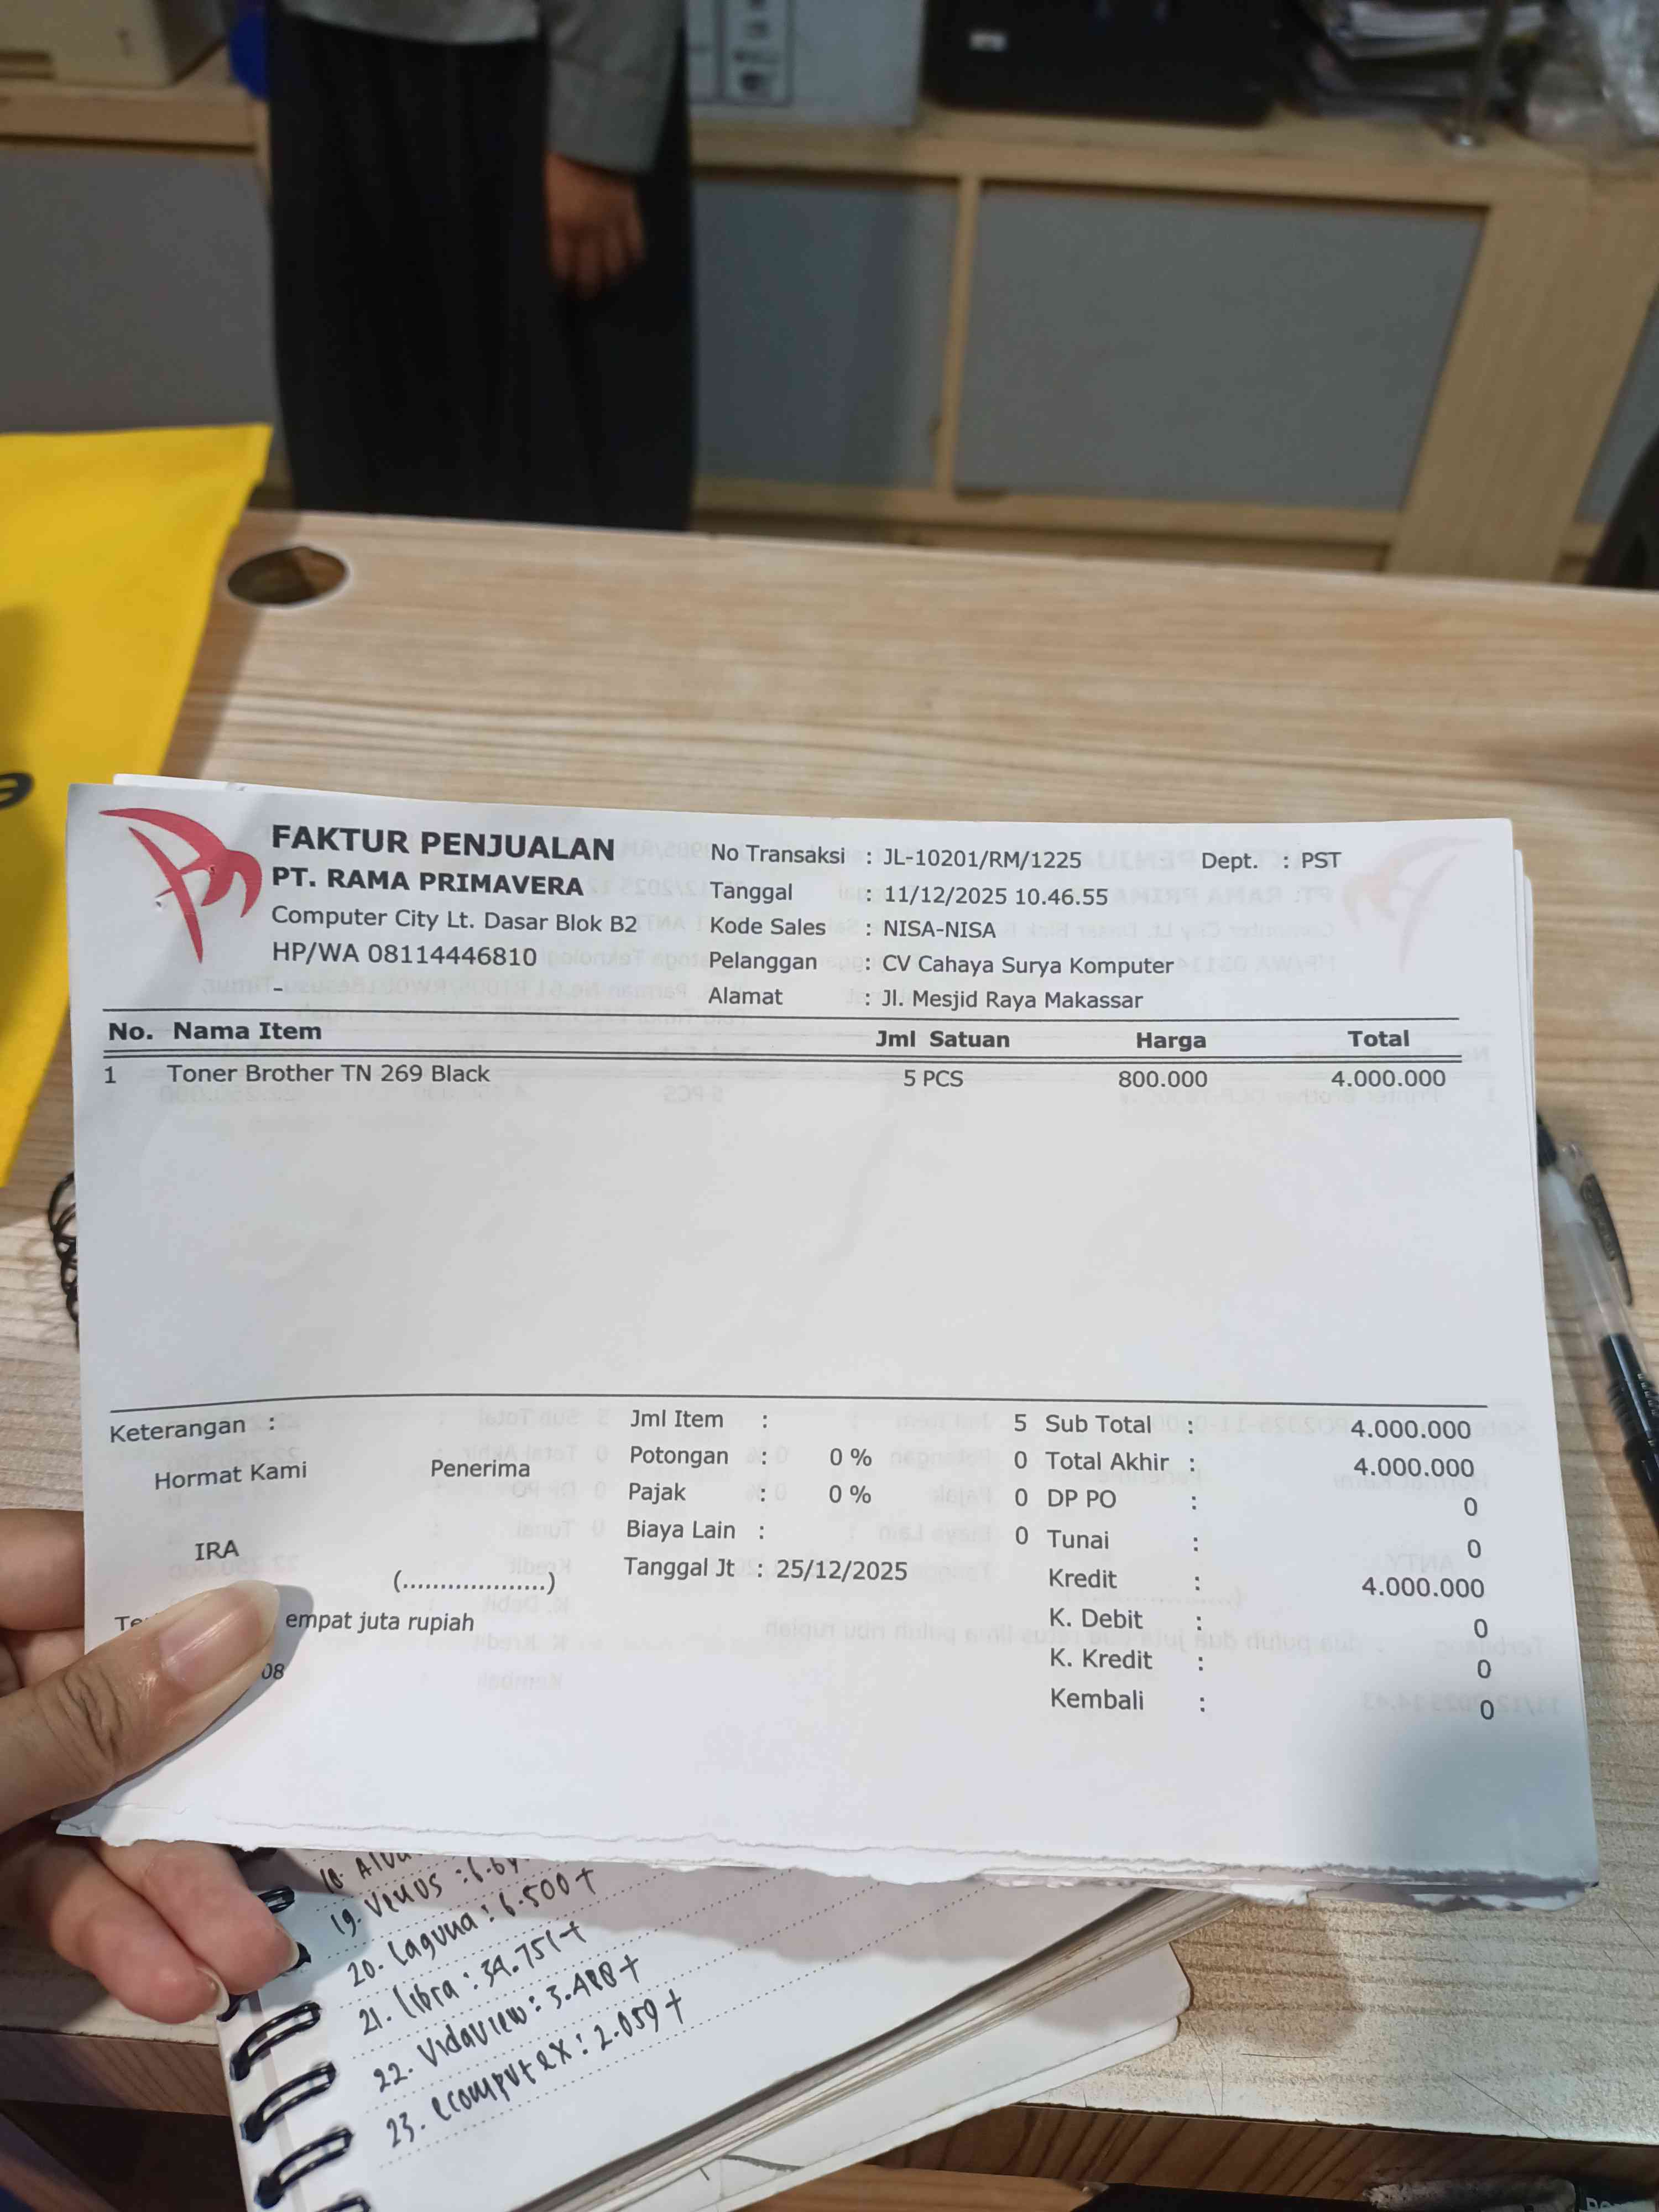 FAKTUR PENJUALAN
PT. RAMA PRIMAVERA
Computer City Lt. Dasar Blok B2
HP/WA 08114446810
-
No Transaksi : JL-10201/RM/1225 Dept. : PST
Tanggal : 11/12/2025 10.46.55
Kode Sales : NISA-NISA
Pelanggan : CV Cahaya Surya Komputer
Alamat : Jl. Mesjid Raya Makassar
No. Nama Item Jml Satuan Harga Total
1 Toner Brother TN 269 Black 5 PCS 800.000 4.000.000
Keterangan :
Hormat Kami Penerima
IRA
(...................)
empat juta rupiah
08
Jml Item : 5
Potongan : 0 % 0
Pajak : 0 % 0
Biaya Lain : 0
Tanggal Jt : 25/12/2025
Sub Total : 4.000.000
Total Akhir : 4.000.000
DP PO : 0
Tunai : 0
Kredit : 4.000.000
K. Debit : 0
K. Kredit : 0
Kembali : 0
19. Venus :
20. Laguna : 6.500 +
21. Libra : 39.751 +
22. Vidaview : 3.488 +
23. ecomputex : 2.059 +